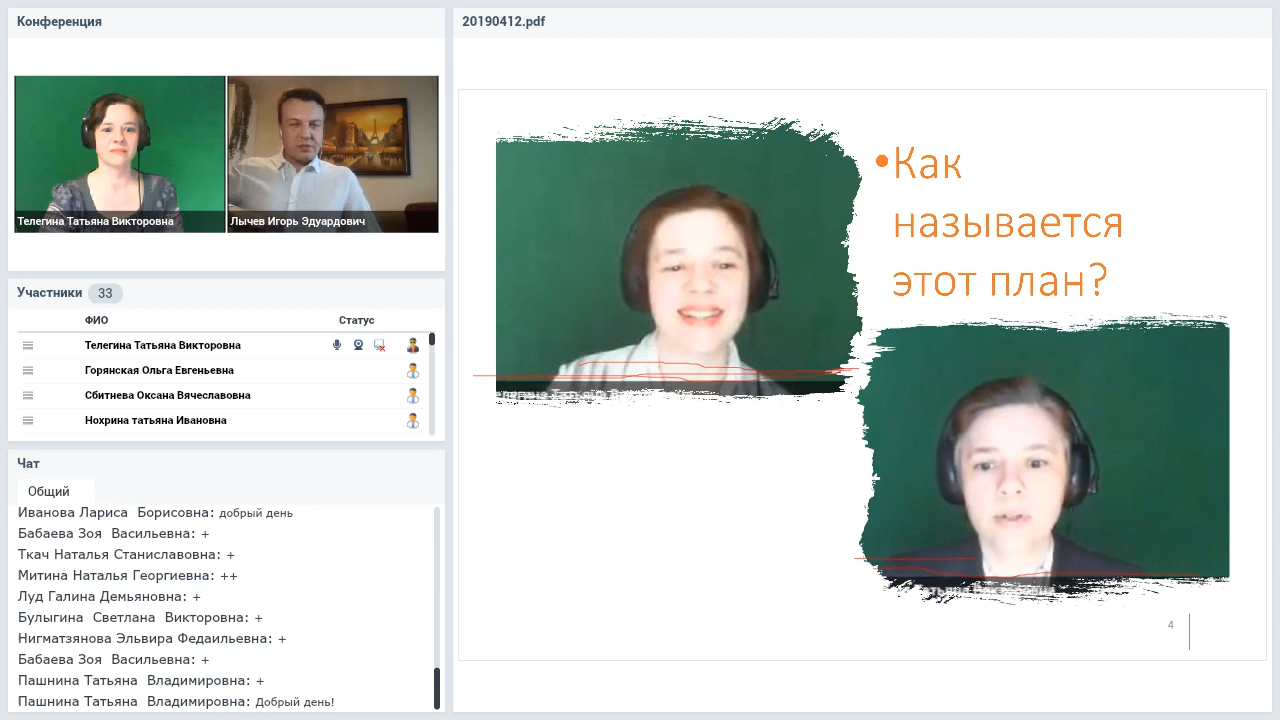 Конференция
Телегина Татьяна Викторовна
Лычев Игорь Эдуардович
Участники 33
ФИО Статус
Телегина Татьяна Викторовна
Горянская Ольга Евгеньевна
Сбитнева Оксана Вячеславовна
Нохрина татьяна Ивановна
Чат
Общий
Иванова Лариса Борисовна: добрый день
Бабаева Зоя Васильевна: +
Ткач Наталья Станиславовна: +
Митина Наталья Георгиевна: ++
Луд Галина Демьяновна: +
Булыгина Светлана Викторовна: +
Нигматзянова Эльвира Федаильевна: +
Бабаева Зоя Васильевна: +
Пашнина Татьяна Владимировна: +
Пашнина Татьяна Владимировна: Добрый день!
20190412.pdf
•Как
называется
этот план?
4